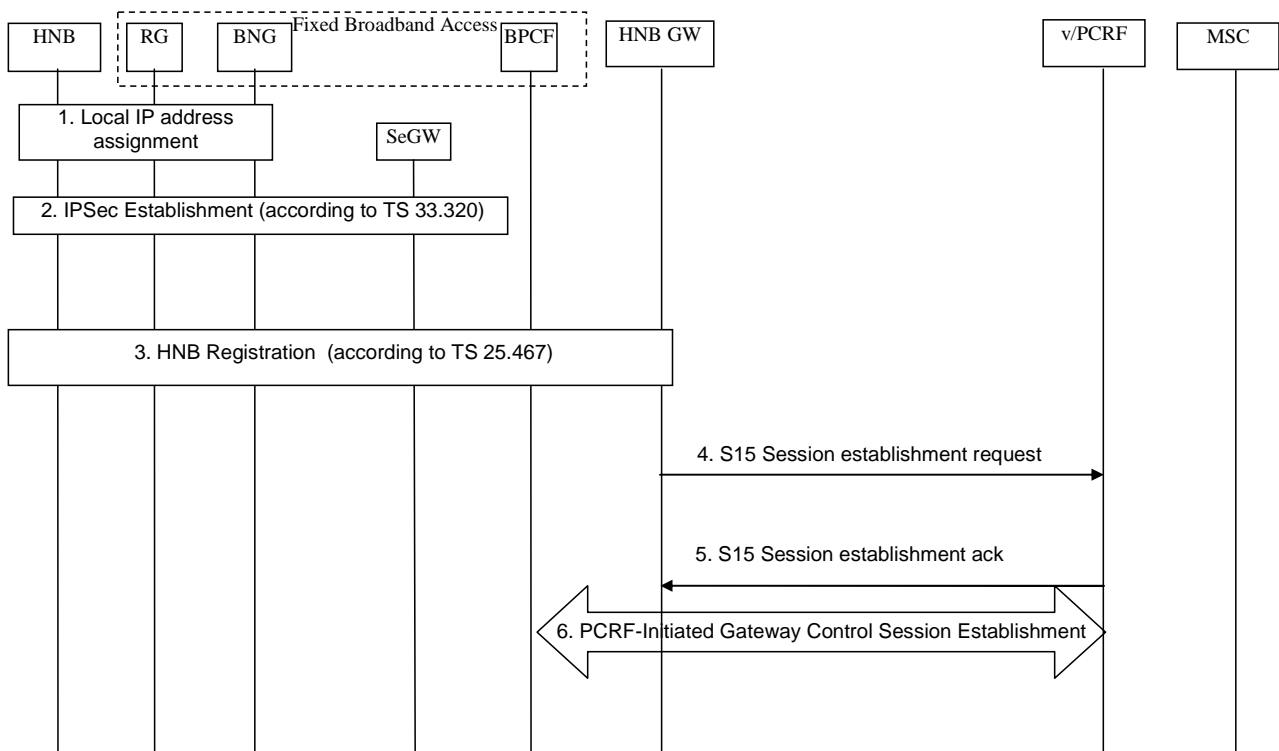 Fixed Broadband Access
HNB
RG
BNG
BPCF
HNB GW
v/PCRF
MSC
1. Local IP address
assignment
SeGW
2. IPSec Establishment (according to TS 33.320)
3. HNB Registration (according to TS 25.467)
4. S15 Session establishment request
5. S15 Session establishment ack
6. PCRF-Initiated Gateway Control Session Establishment